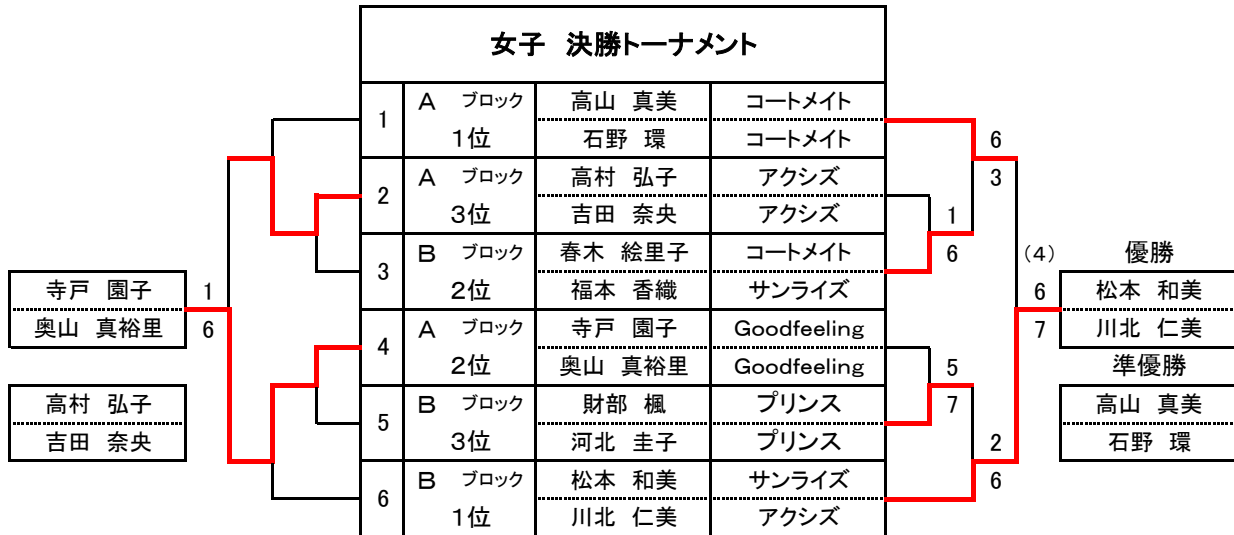 女子 決勝トーナメント
1 A ブロック 1位 高山 真美 コートメイト
石野 環 コートメイト
2 A ブロック 3位 高村 弘子 アクシズ
吉田 奈央 アクシズ
3 B ブロック 2位 春木 絵里子 コートメイト
福本 香織 サンライズ
4 A ブロック 2位 寺戸 園子 Goodfeeling
奥山 真裕里 Goodfeeling
5 B ブロック 3位 財部 楓 プリンス
河北 圭子 プリンス
6 B ブロック 1位 松本 和美 サンライズ
川北 仁美 アクシズ
寺戸 園子 1
奥山 真裕里 6
高村 弘子
吉田 奈央
6
3
1
6
5
7
2
6
(4)
6
7
優勝
松本 和美
川北 仁美
準優勝
高山 真美
石野 環